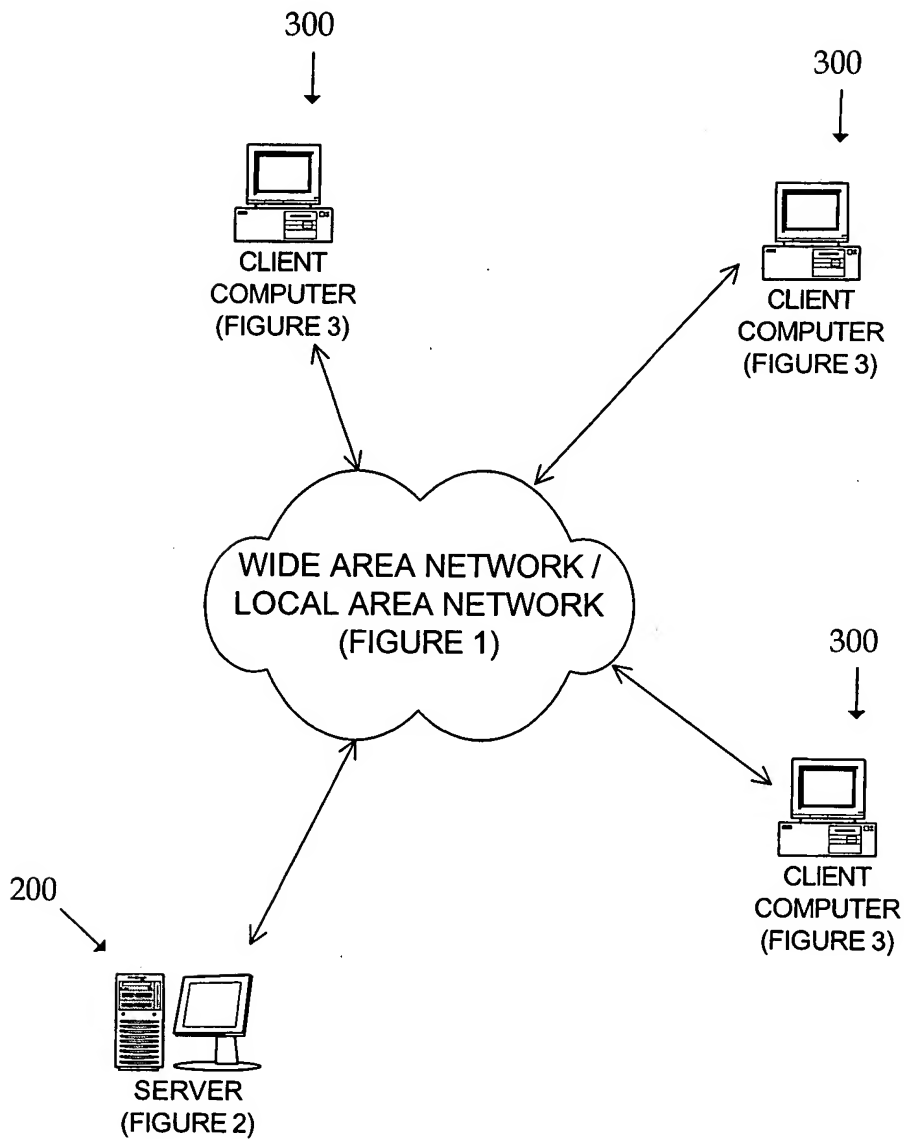 300
300
CLIENT
COMPUTER
(FIGURE 3)
CLIENT
COMPUTER
(FIGURE 3)
WIDE AREA NETWORK /
LOCAL AREA NETWORK
(FIGURE 1)
300
CLIENT
COMPUTER
(FIGURE 3)
200
SERVER
(FIGURE 2)